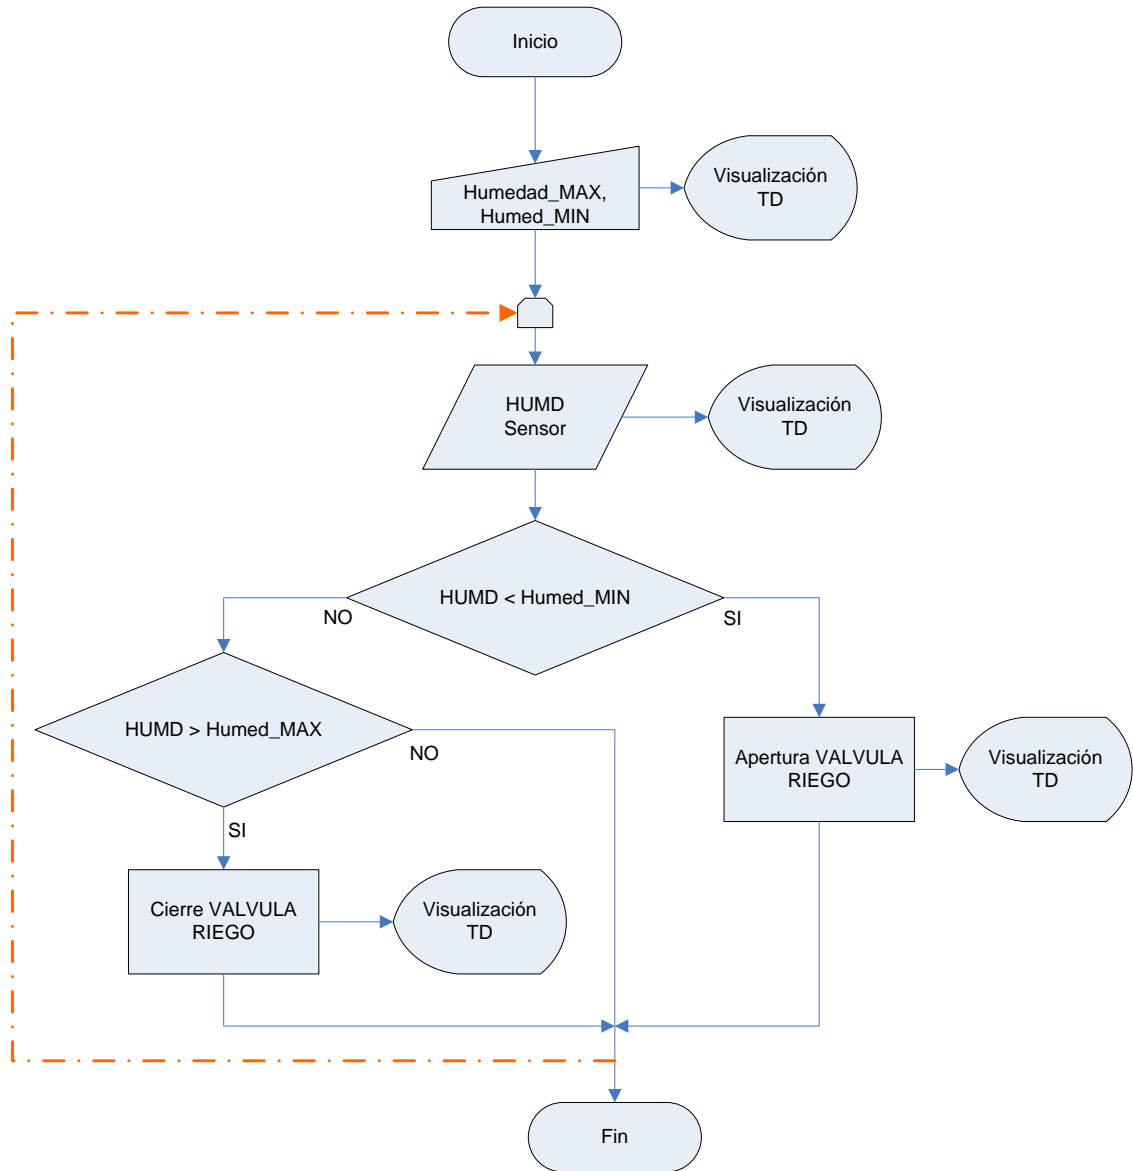 Inicio
Humedad_MAX,
Humed_MIN
Visualización
TD
HUMD
Sensor
Visualización
TD
HUMD < Humed_MIN
NO
SI
HUMD > Humed_MAX
NO
SI
Apertura VALVULA
RIEGO
Visualización
TD
Cierre VALVULA
RIEGO
Visualización
TD
Fin